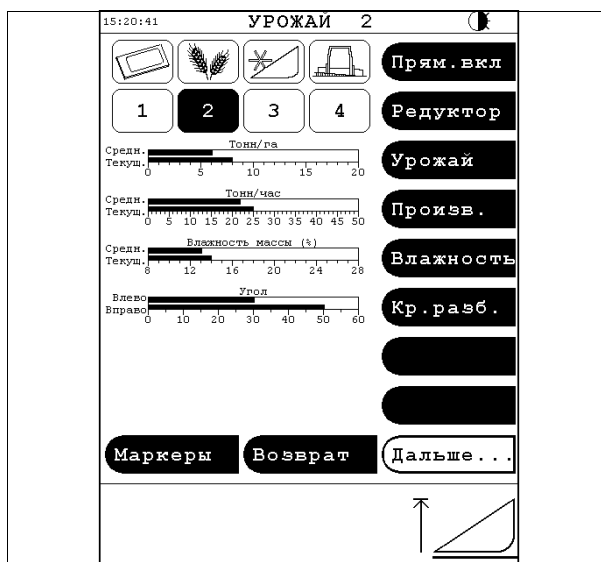 15:20:41 УРОЖАЙ 2
Прям.вкл
1 2 3 4 Редуктор
Тонн/га
Средн.
Текущ.
0 5 10 15 20
Урожай
Тонн/час
Средн.
Текущ.
0 5 10 15 20 25 30 35 40 45 50
Произв.
Влажность массы (%)
Средн.
Текущ.
8 12 16 20 24 28
Влажность
Угол
Влево
Вправо
0 10 20 30 40 50 60
Кр.разб.
Маркеры Возврат Дальше...